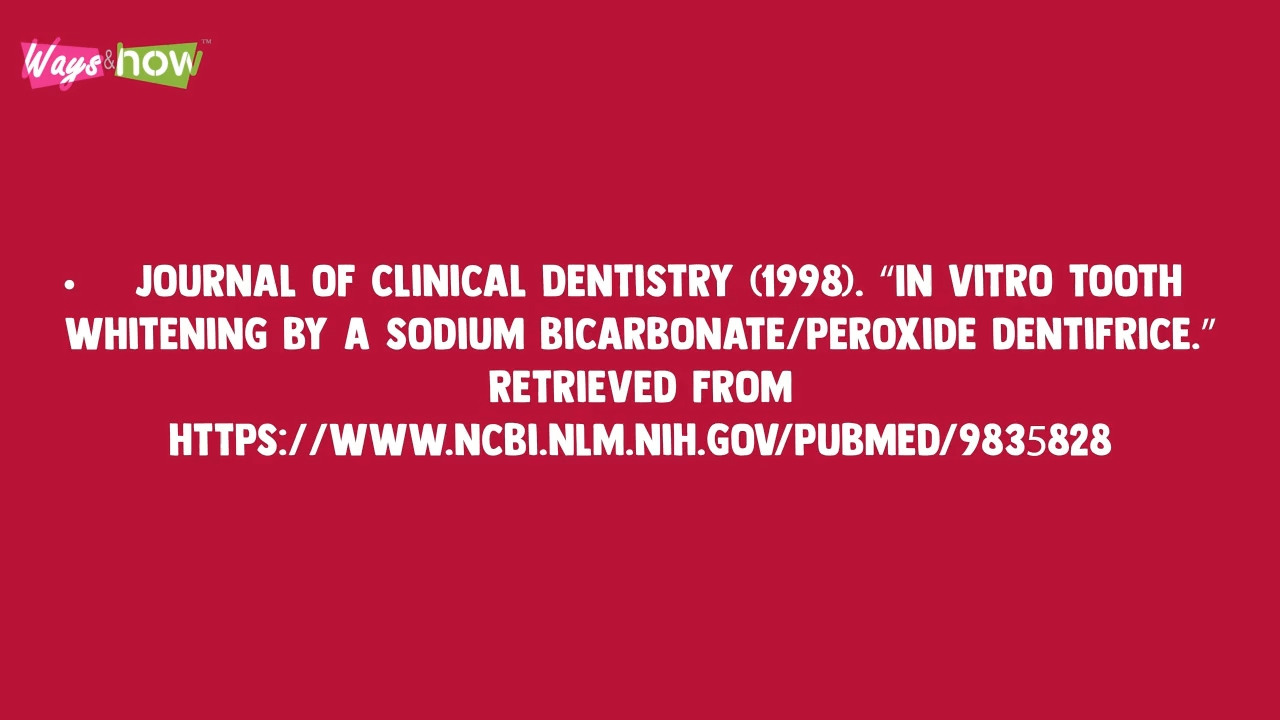 Ways&how™
• JOURNAL OF CLINICAL DENTISTRY (1998). “IN VITRO TOOTH
WHITENING BY A SODIUM BICARBONATE/PEROXIDE DENTIFRICE.”
RETRIEVED FROM
HTTPS://WWW.NCBI.NLM.NIH.GOV/PUBMED/9835828